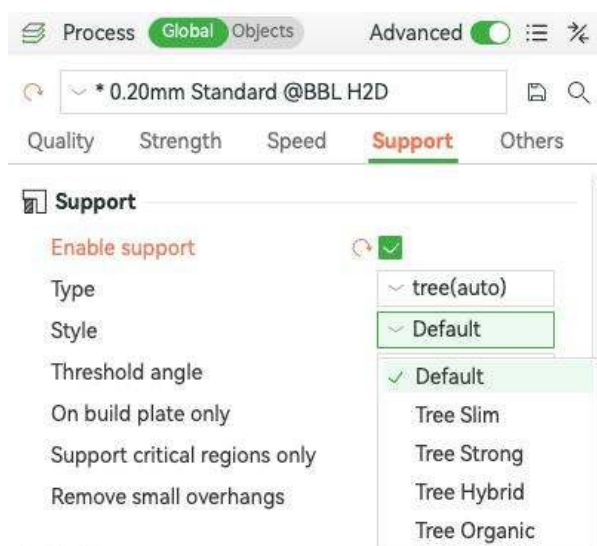 Process Global Objects Advanced
* 0.20mm Standard @BBL H2D
Quality Strength Speed Support Others
Support
Enable support
Type tree(auto)
Style Default
Threshold angle
Default
On build plate only
Tree Slim
Support critical regions only
Tree Strong
Remove small overhangs
Tree Hybrid
Tree Organic